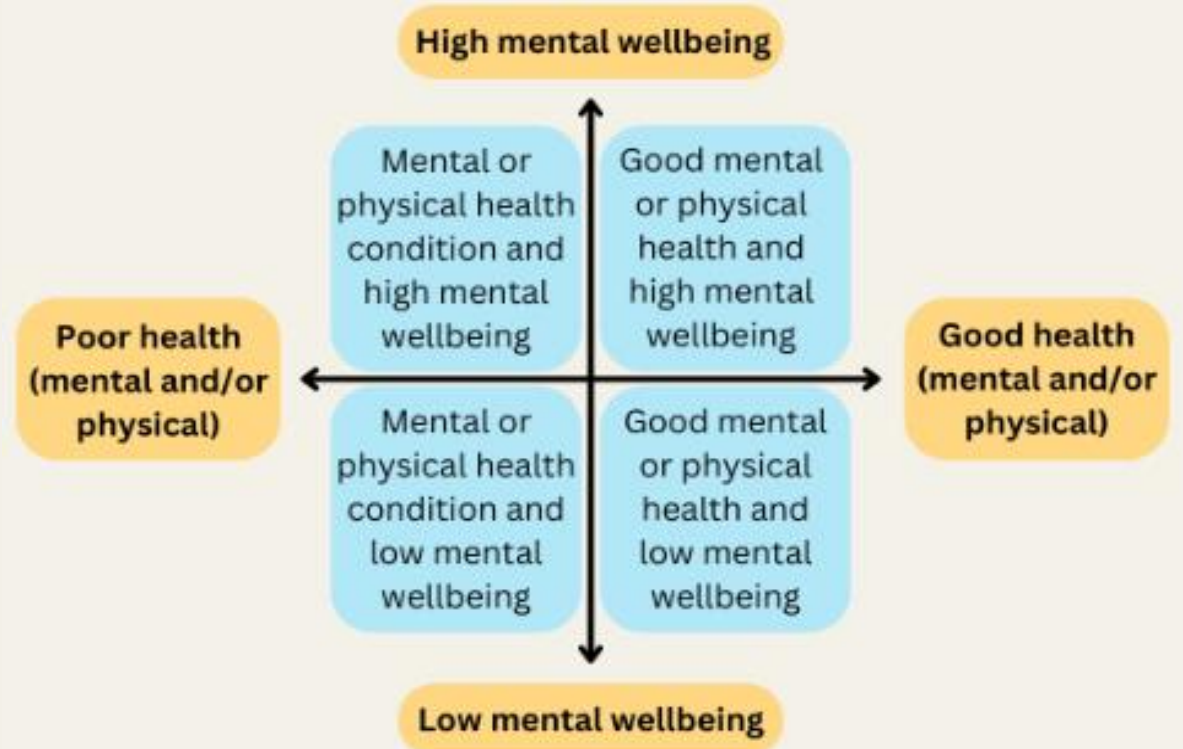 High mental wellbeing
Mental or
physical health
condition and
high mental
wellbeing
Good mental
or physical
health and
high mental
wellbeing
Poor health
(mental and/or
physical)
Good health
(mental and/or
physical)
Mental or
physical health
condition and
low mental
wellbeing
Good mental
or physical
health and
low mental
wellbeing
Low mental wellbeing